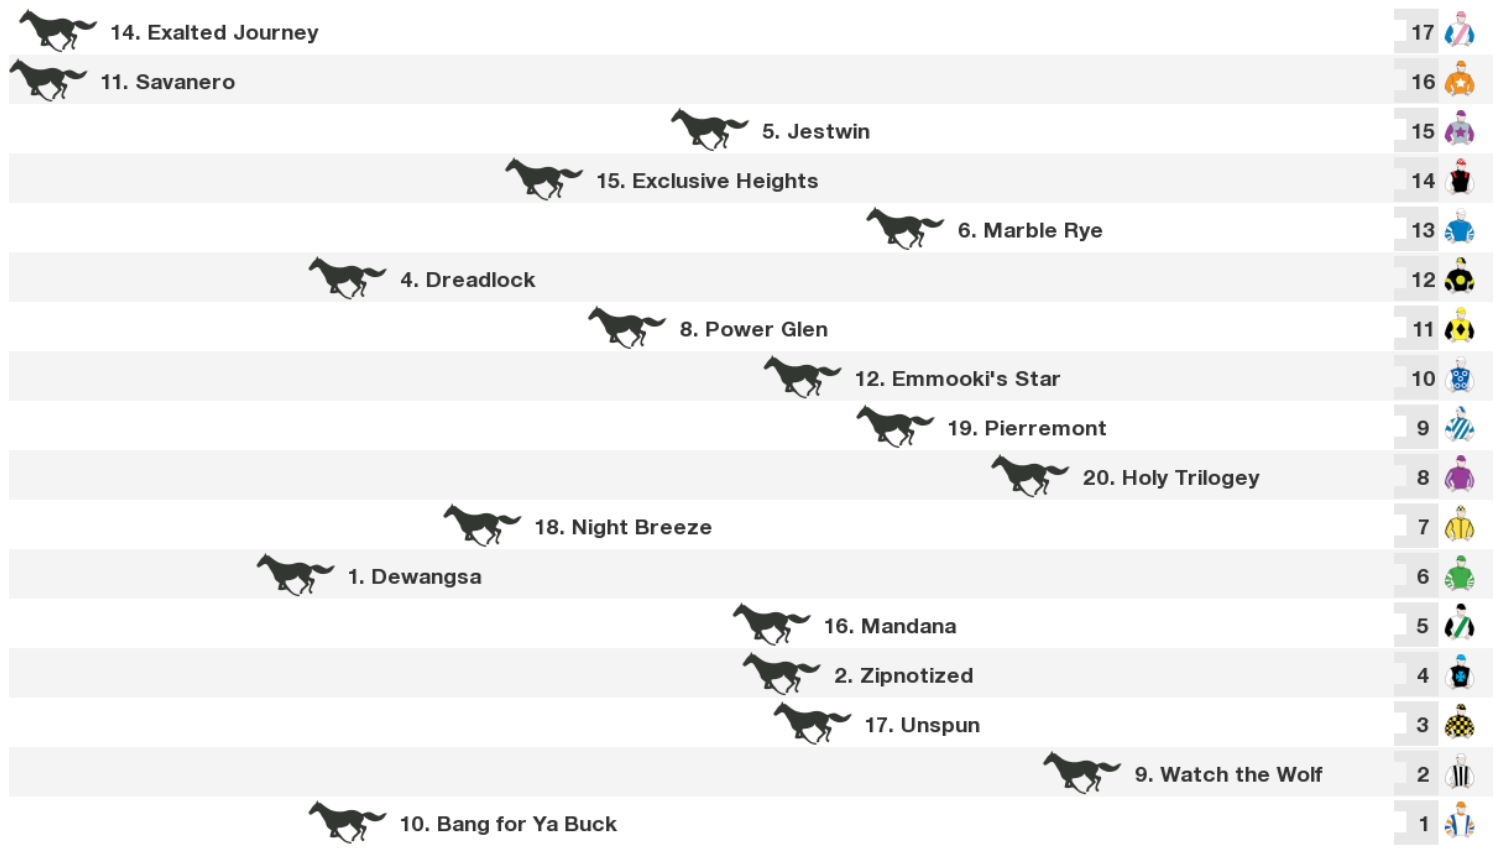 14. Exalted Journey 17
11. Savanero 16
5. Jestwin 15
15. Exclusive Heights 14
6. Marble Rye 13
4. Dreadlock 12
8. Power Glen 11
12. Emmooki's Star 10
19. Pierremont 9
20. Holy Trilogey 8
18. Night Breeze 7
1. Dewangsa 6
16. Mandana 5
2. Zipnotized 4
17. Unspun 3
9. Watch the Wolf 2
10. Bang for Ya Buck 1